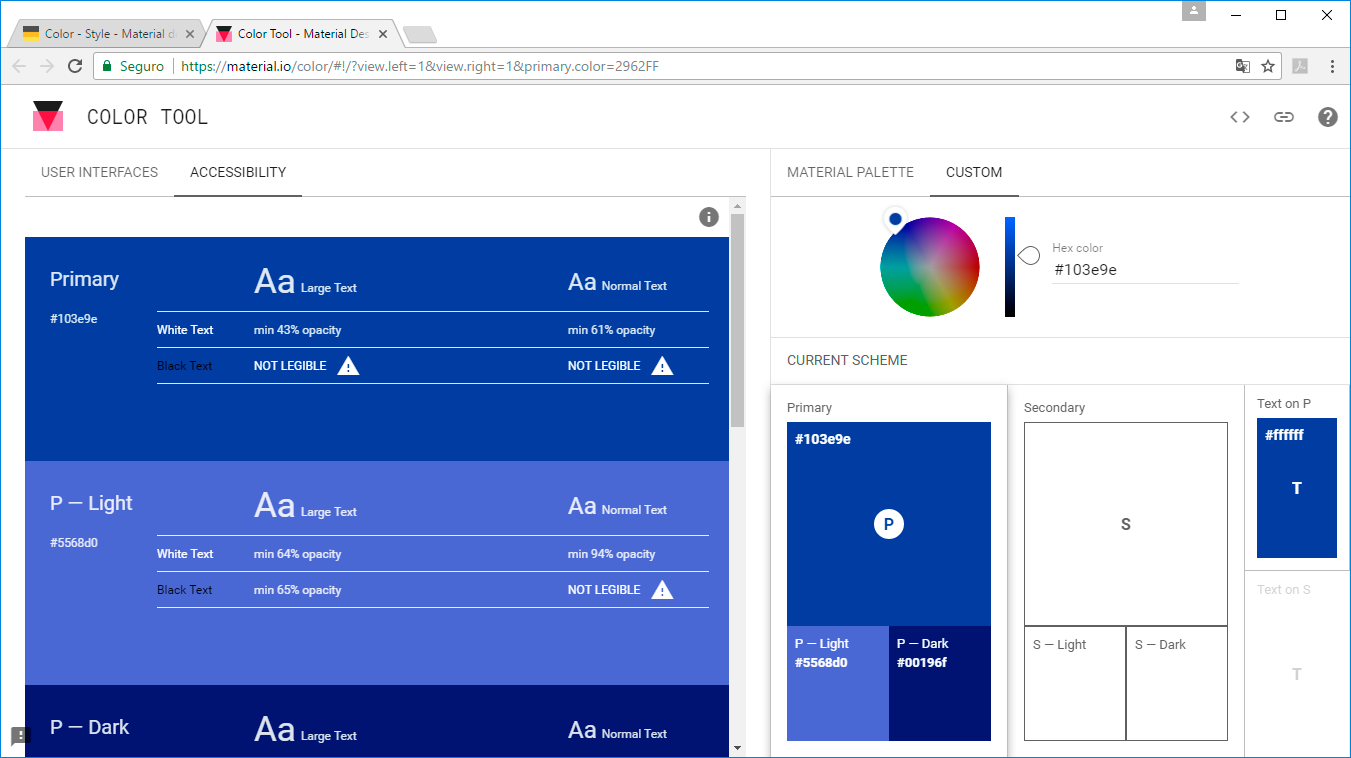 Color - Style - Material d
Color Tool - Material Des
Seguro
https://material.io/color/#!/?view.left=1&view.right=1&primary.color=2962FF
COLOR TOOL
USER INTERFACES
ACCESSIBILITY
Primary
#103e9e
Aa Large Text
Aa Normal Text
White Text
min 43% opacity
min 61% opacity
Black Text
NOT LEGIBLE
NOT LEGIBLE
P — Light
#5568d0
Aa Large Text
Aa Normal Text
White Text
min 64% opacity
min 94% opacity
Black Text
min 65% opacity
NOT LEGIBLE
P — Dark
Aa Large Text
Aa Normal Text
MATERIAL PALETTE
CUSTOM
Hex color
#103e9e
CURRENT SCHEME
Primary
#103e9e
P
P — Light
#5568d0
P — Dark
#00196f
Secondary
S
S — Light
S — Dark
Text on P
#ffffff
T
Text on S
T